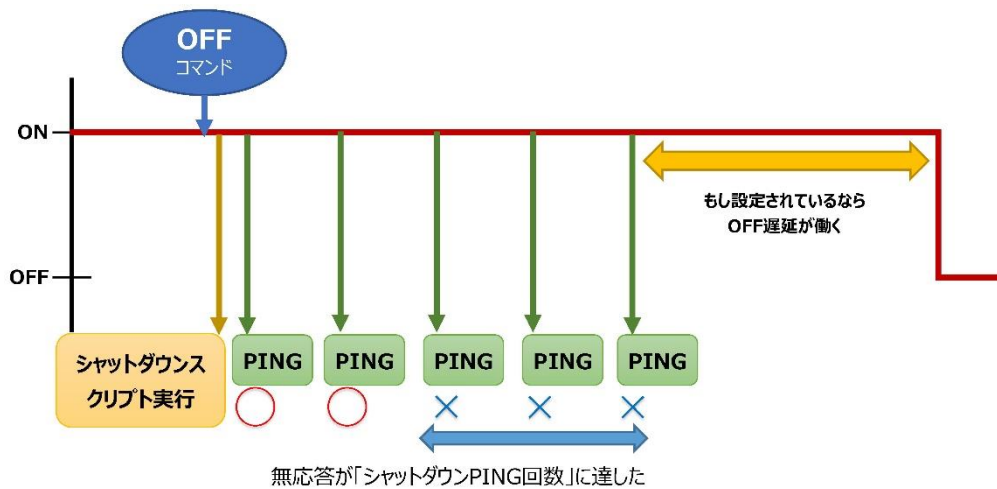 OFF
コマンド
ON
もし設定されているなら
OFF遅延が働く
OFF
シャットダウンス
クリプト実行
PING
PING
PING
PING
PING
無応答が「シャットダウンPING回数」に達した